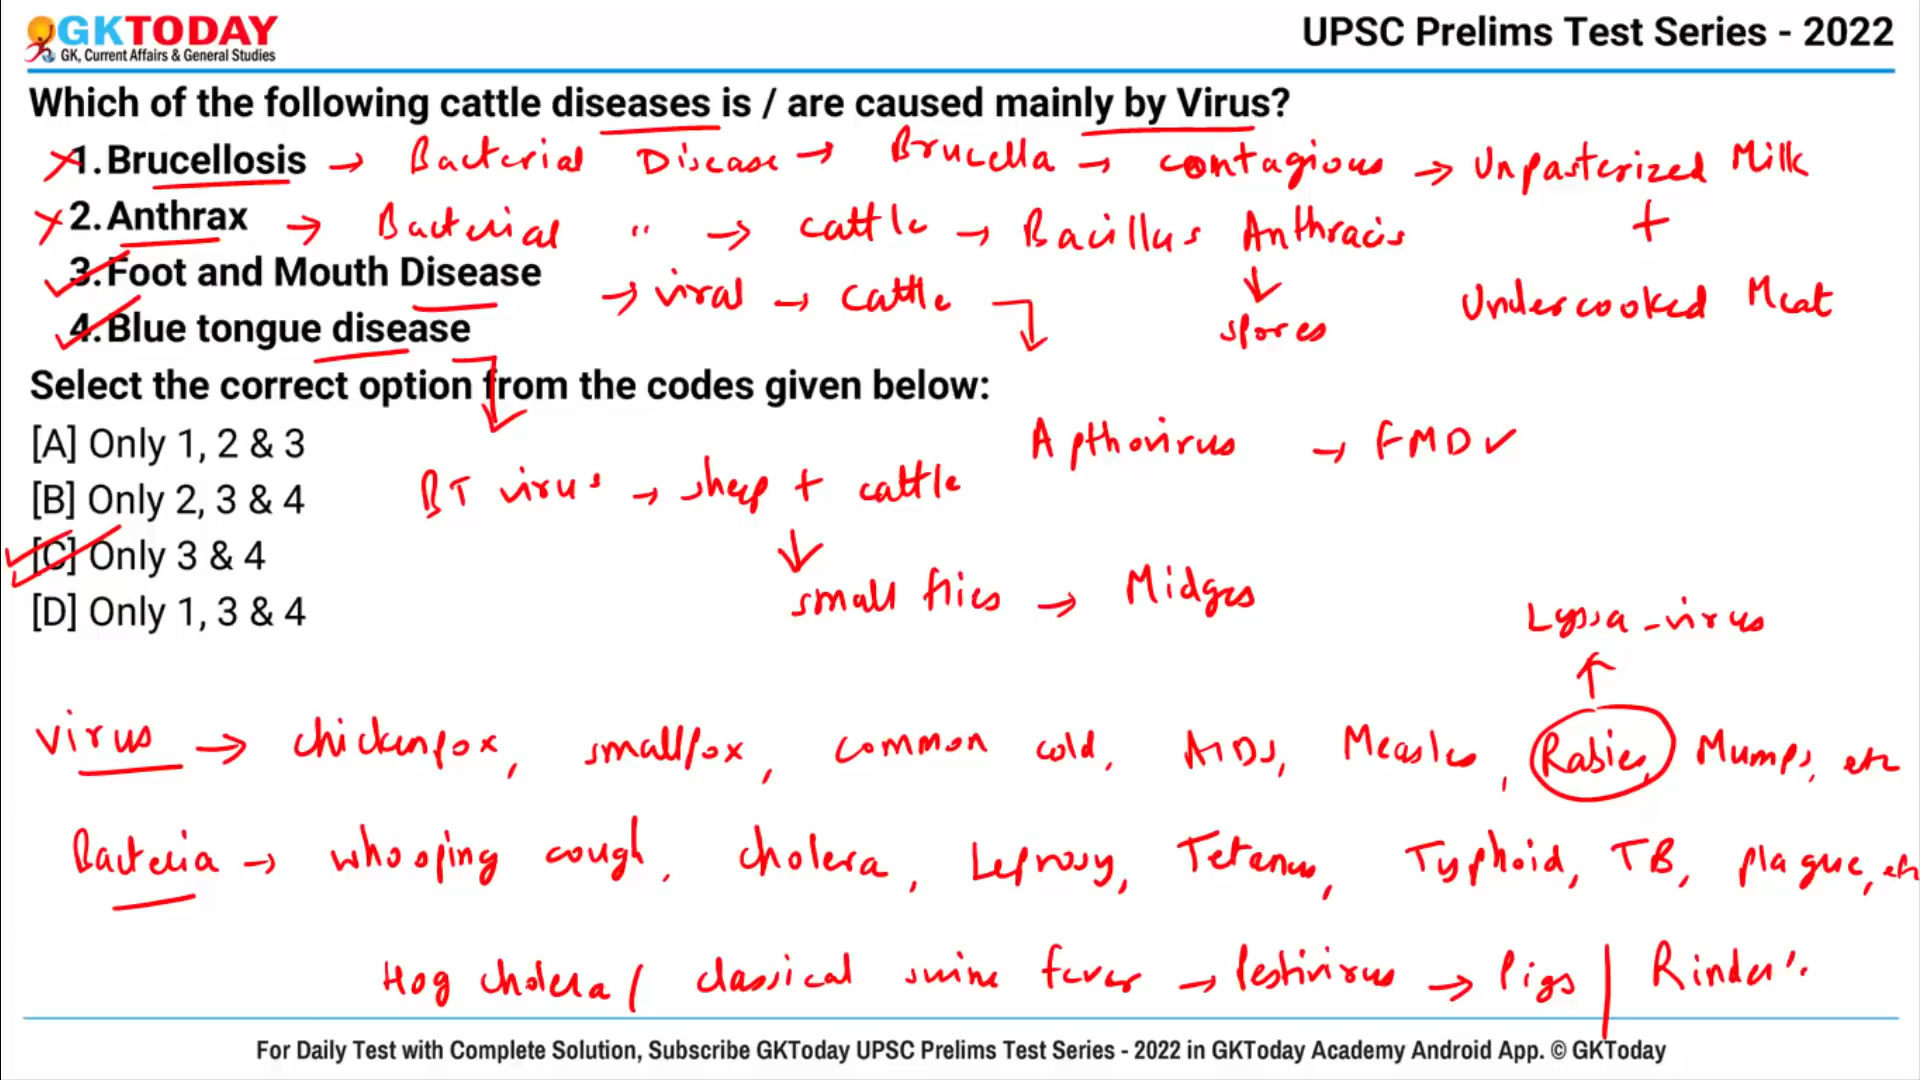 GKTODAY
GK, Current Affairs & General Studies
UPSC Prelims Test Series - 2022
Which of the following cattle diseases is / are caused mainly by Virus?
1. Brucellosis → Bacterial Disease → Brucella → contagious → Unpasterized Milk
+
Undercooked Meat
2. Anthrax → Bacterial " → cattle → Bacillus Anthracis
↓
spores
3. Foot and Mouth Disease → viral → cattle
Apthovirus → FMD ✓
4. Blue tongue disease
BT virus → sheep + cattle
↓
small flies → Midges
Select the correct option from the codes given below:
[A] Only 1, 2 & 3
[B] Only 2, 3 & 4
[C] Only 3 & 4
[D] Only 1, 3 & 4
Lyssa-virus
↑
Virus → chickenpox, smallpox, common cold, AIDS, Measles, Rabies, Mumps, etc
Bacteria → whooping cough, cholera, Leprosy, Tetanus, Typhoid, TB, plague, etc
Hog cholera / classical swine fever → Pestivirus → Pigs | Rinder
For Daily Test with Complete Solution, Subscribe GKToday UPSC Prelims Test Series - 2022 in GKToday Academy Android App. © GKToday